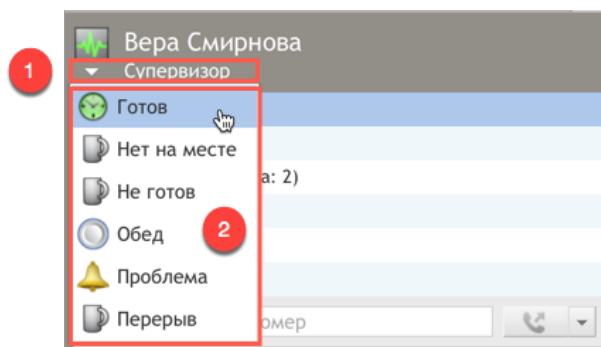 Вера Смирнова
1
Супервизор
Готов
Нет на месте
а: 2)
Не готов
Обед
2
Проблема
Перерыв
омер